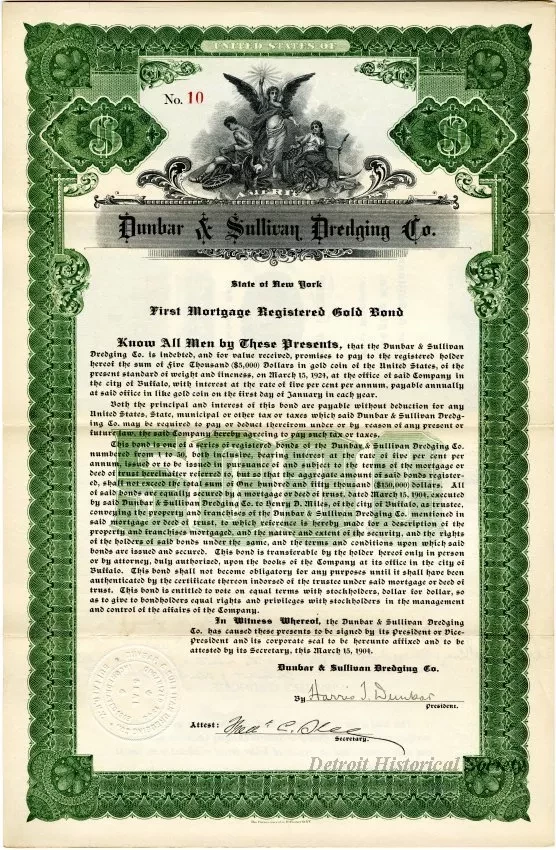 UNITED STATES OF
No. 10
AMERICA
Dunbar & Sullivan Dredging Co.
State of New York
First Mortgage Registered Gold Bond
Know All Men by These Presents, that the Dunbar & Sullivan
Dredging Co. is indebted, and for value received, promises to pay to the registered holder
hereof the sum of Five Thousand ($5,000) Dollars in gold coin of the United States, of the
present standard of weight and fineness, on March 15, 1924, at the office of said Company in
the city of Buffalo, with interest at the rate of five per cent per annum, payable annually
at said office in like gold coin on the first day of January in each year.
Both the principal and interest of this bond are payable without deduction for any
United States, State, municipal or other tax or taxes which said Dunbar & Sullivan Dredg-
ing Co. may be required to pay or deduct therefrom under or by reason of any present or
future law, the said Company hereby agreeing to pay such tax or taxes.
This bond is one of a series of registered bonds of the Dunbar & Sullivan Dredging Co.
numbered from 1 to 30, both inclusive, bearing interest at the rate of five per cent per
annum, issued or to be issued in pursuance of and subject to the terms of the mortgage or
deed of trust hereinafter referred to, but so that the aggregate amount of said bonds register-
ed, shall not exceed the total sum of One hundred and fifty thousand ($150,000) dollars. All
of said bonds are equally secured by a mortgage or deed of trust, dated March 15, 1904, executed
by said Dunbar & Sullivan Dredging Co. to Henry D. Miles, of the city of Buffalo, as trustee,
conveying the property and franchises of the Dunbar & Sullivan Dredging Co. mentioned in
said mortgage or deed of trust, to which reference is hereby made for a description of the
property and franchises mortgaged, and the nature and extent of the security, and the rights
of the holders of said bonds under the same, and the terms and conditions upon which said
bonds are issued and secured. This bond is transferable by the holder hereof only in person
or by attorney, duly authorized, upon the books of the Company at its office in the city of
Buffalo. This bond shall not become obligatory for any purposes until it shall have been
authenticated by the certificate thereon indorsed of the trustee under said mortgage or deed of
trust. This bond is entitled to vote on equal terms with stockholders, dollar for dollar, so
as to give to bondholders equal rights and privileges with stockholders in the management
and control of the affairs of the Company.
In Witness Whereof, the Dunbar & Sullivan Dredging
Co. has caused these presents to be signed by its President or Vice-
President and its corporate seal to be hereunto affixed and to be
attested by its Secretary, this March 15, 1904.
Dunbar & Sullivan Dredging Co.
By Harris T. Dunbar
President.
Attest:
Secretary.
Detroit Historical Society